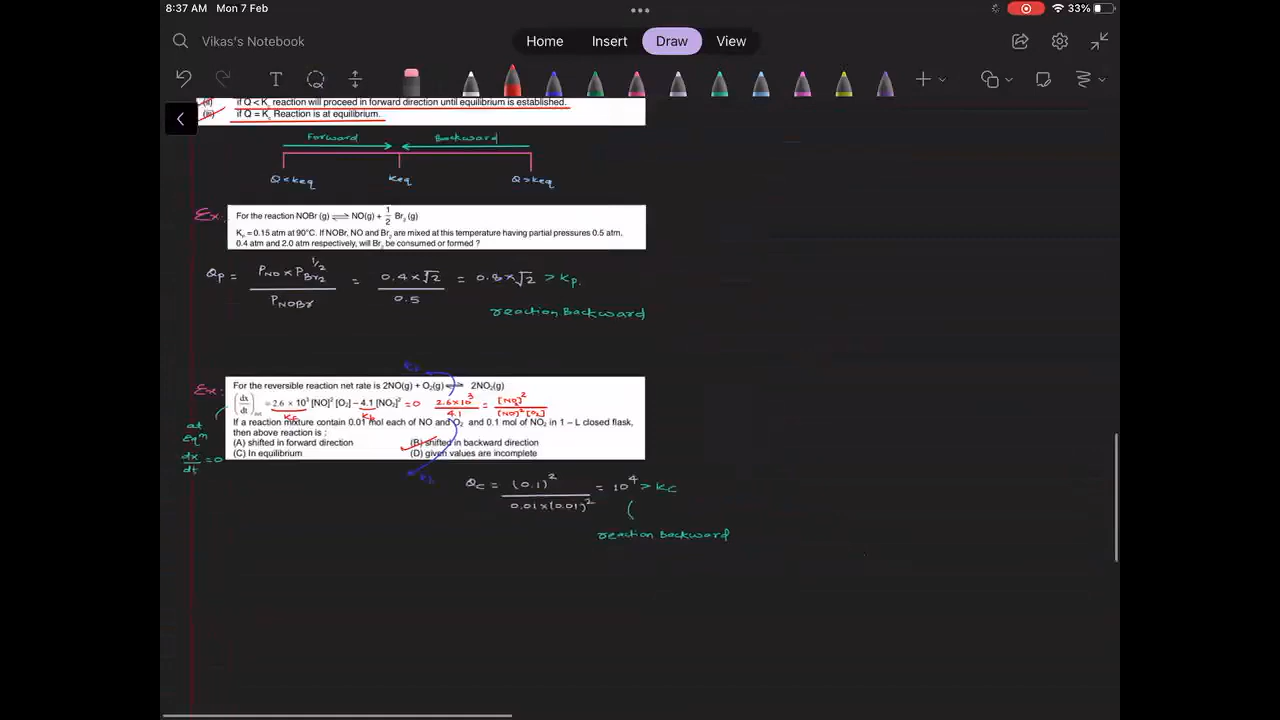 8:37 AM Mon 7 Feb
33%
Vikas's Notebook
Home Insert Draw View
(ii) if Q < Kc reaction will proceed in forward direction until equilibrium is established.
(iii) if Q = Kc Reaction is at equilibrium.
Forward Backward
Q<Keq Keq Q>Keq
Ex: For the reaction NOBr (g) ⇌ NO(g) + 1/2 Br2 (g)
KP = 0.15 atm at 90°C. If NOBr, NO and Br2 are mixed at this temperature having partial pressures 0.5 atm,
0.4 atm and 2.0 atm respectively, will Br2 be consumed or formed ?
QP = PNO × PBr2^1/2 / PNOBr = 0.4 × √2 / 0.5 = 0.8 × √2 > KP.
reaction Backward
Ex: For the reversible reaction net rate is 2NO(g) + O2(g) ⇌ 2NO2(g)
(dx/dt)net = 2.6 × 10³ [NO]² [O2] – 4.1 [NO2]² = 0 2.6×10³ / 4.1 = [NO2]² / [NO]² [O2]
Kf Kb
If a reaction mixture contain 0.01 mol each of NO and O2 and 0.1 mol of NO2 in 1 – L closed flask,
then above reaction is :
at Eqm dx/dt = 0
(A) shifted in forward direction (B) shifted in backward direction
(C) In equilibrium (D) given values are incomplete
QC = (0.1)² / 0.01×(0.01)² = 10⁴ > KC
reaction Backward